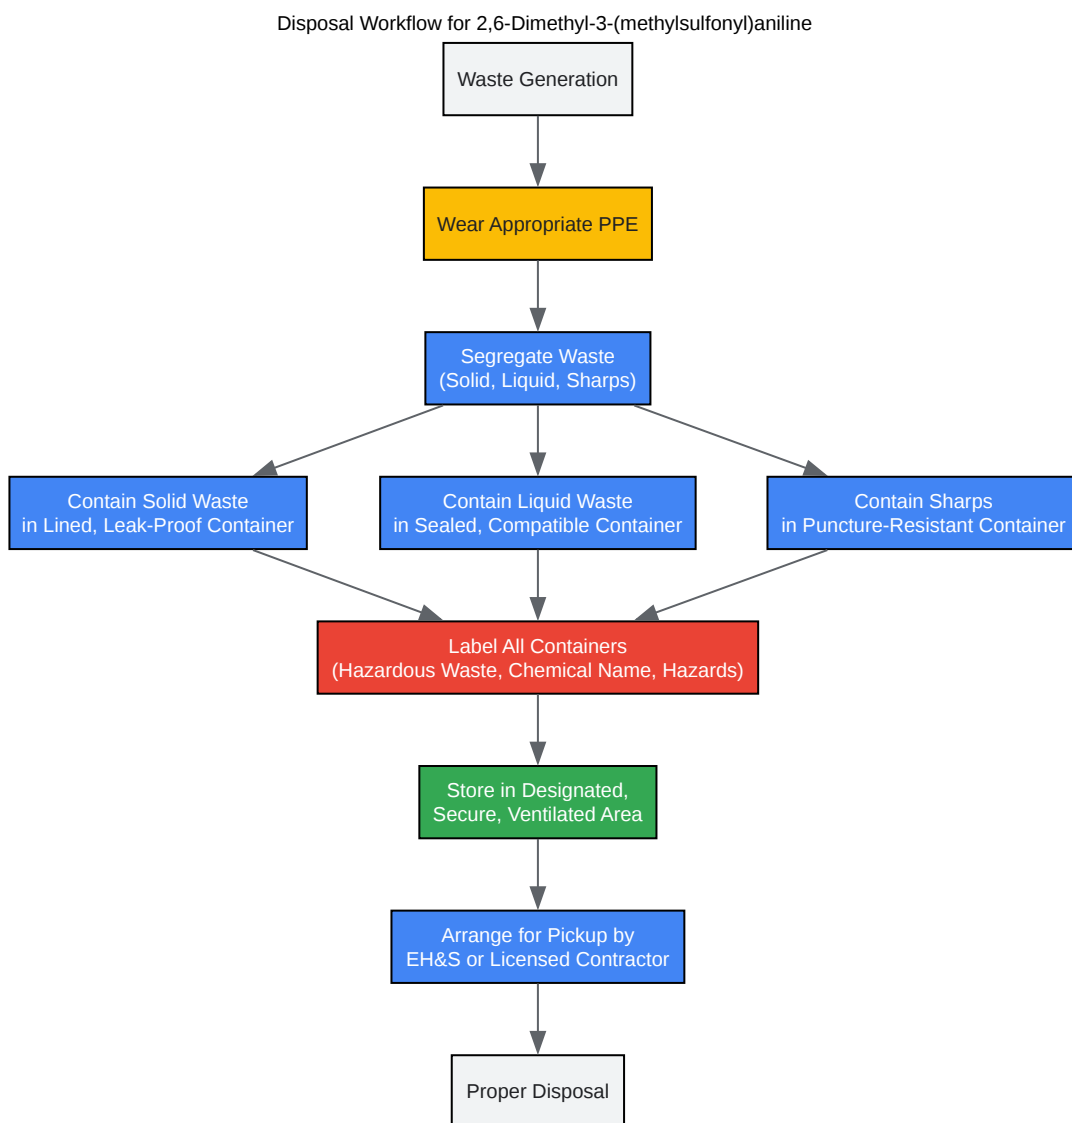 Disposal Workflow for 2,6-Dimethyl-3-(methylsulfonyl)aniline
Waste Generation
Wear Appropriate PPE
Segregate Waste
(Solid, Liquid, Sharps)
Contain Solid Waste
in Lined, Leak-Proof Container
Contain Liquid Waste
in Sealed, Compatible Container
Contain Sharps
in Puncture-Resistant Container
Label All Containers
(Hazardous Waste, Chemical Name, Hazards)
Store in Designated,
Secure, Ventilated Area
Arrange for Pickup by
EH&S or Licensed Contractor
Proper Disposal